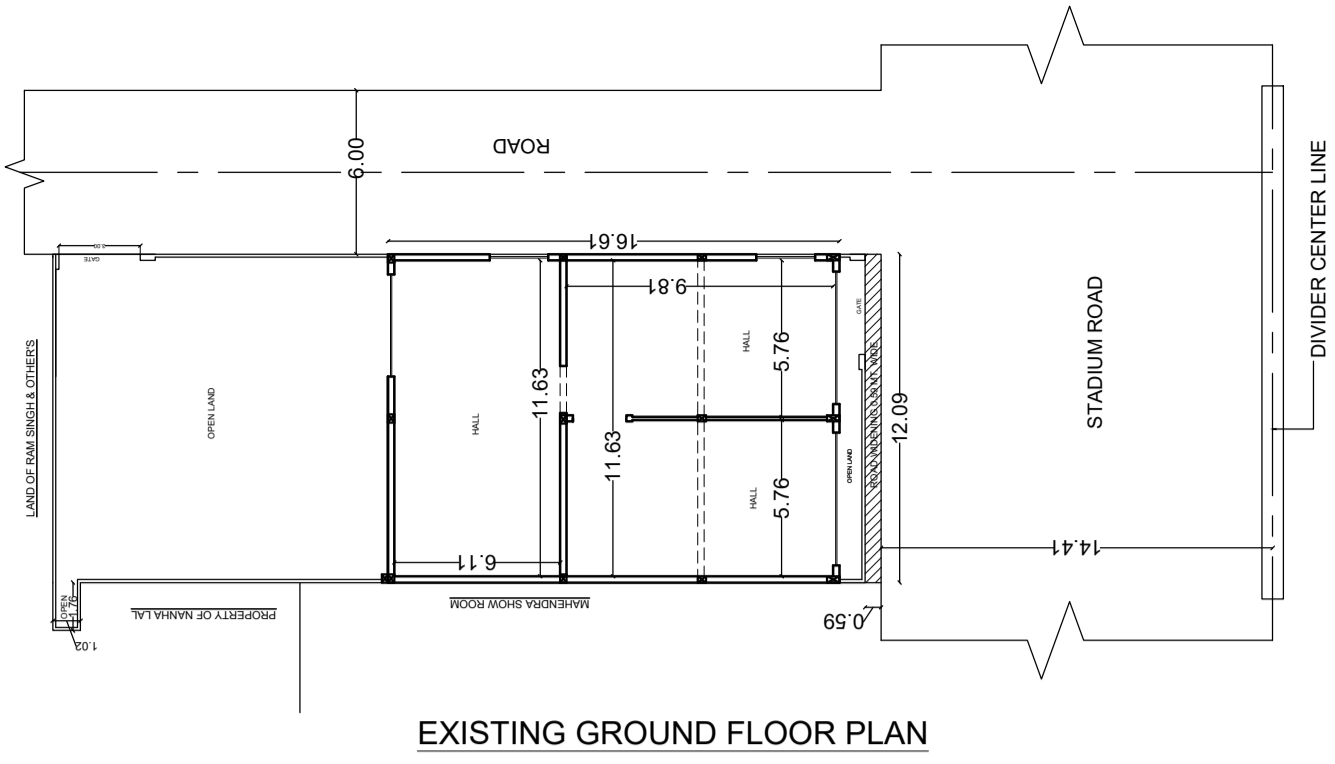 ROAD
6.00
16.61
3.00
GATE
9.81
LAND OF RAM SINGH & OTHER'S
OPEN LAND
HALL
11.63
11.63
HALL
5.76
HALL
5.76
GATE
OPEN LAND
ROAD WIDENING 0.59 MT. WIDE
12.09
STADIUM ROAD
DIVIDER CENTER LINE
14.41
6.11
OPEN
1.76
1.02
PROPERTY OF NANHA LAL
MAHENDRA SHOW ROOM
0.59
EXISTING GROUND FLOOR PLAN